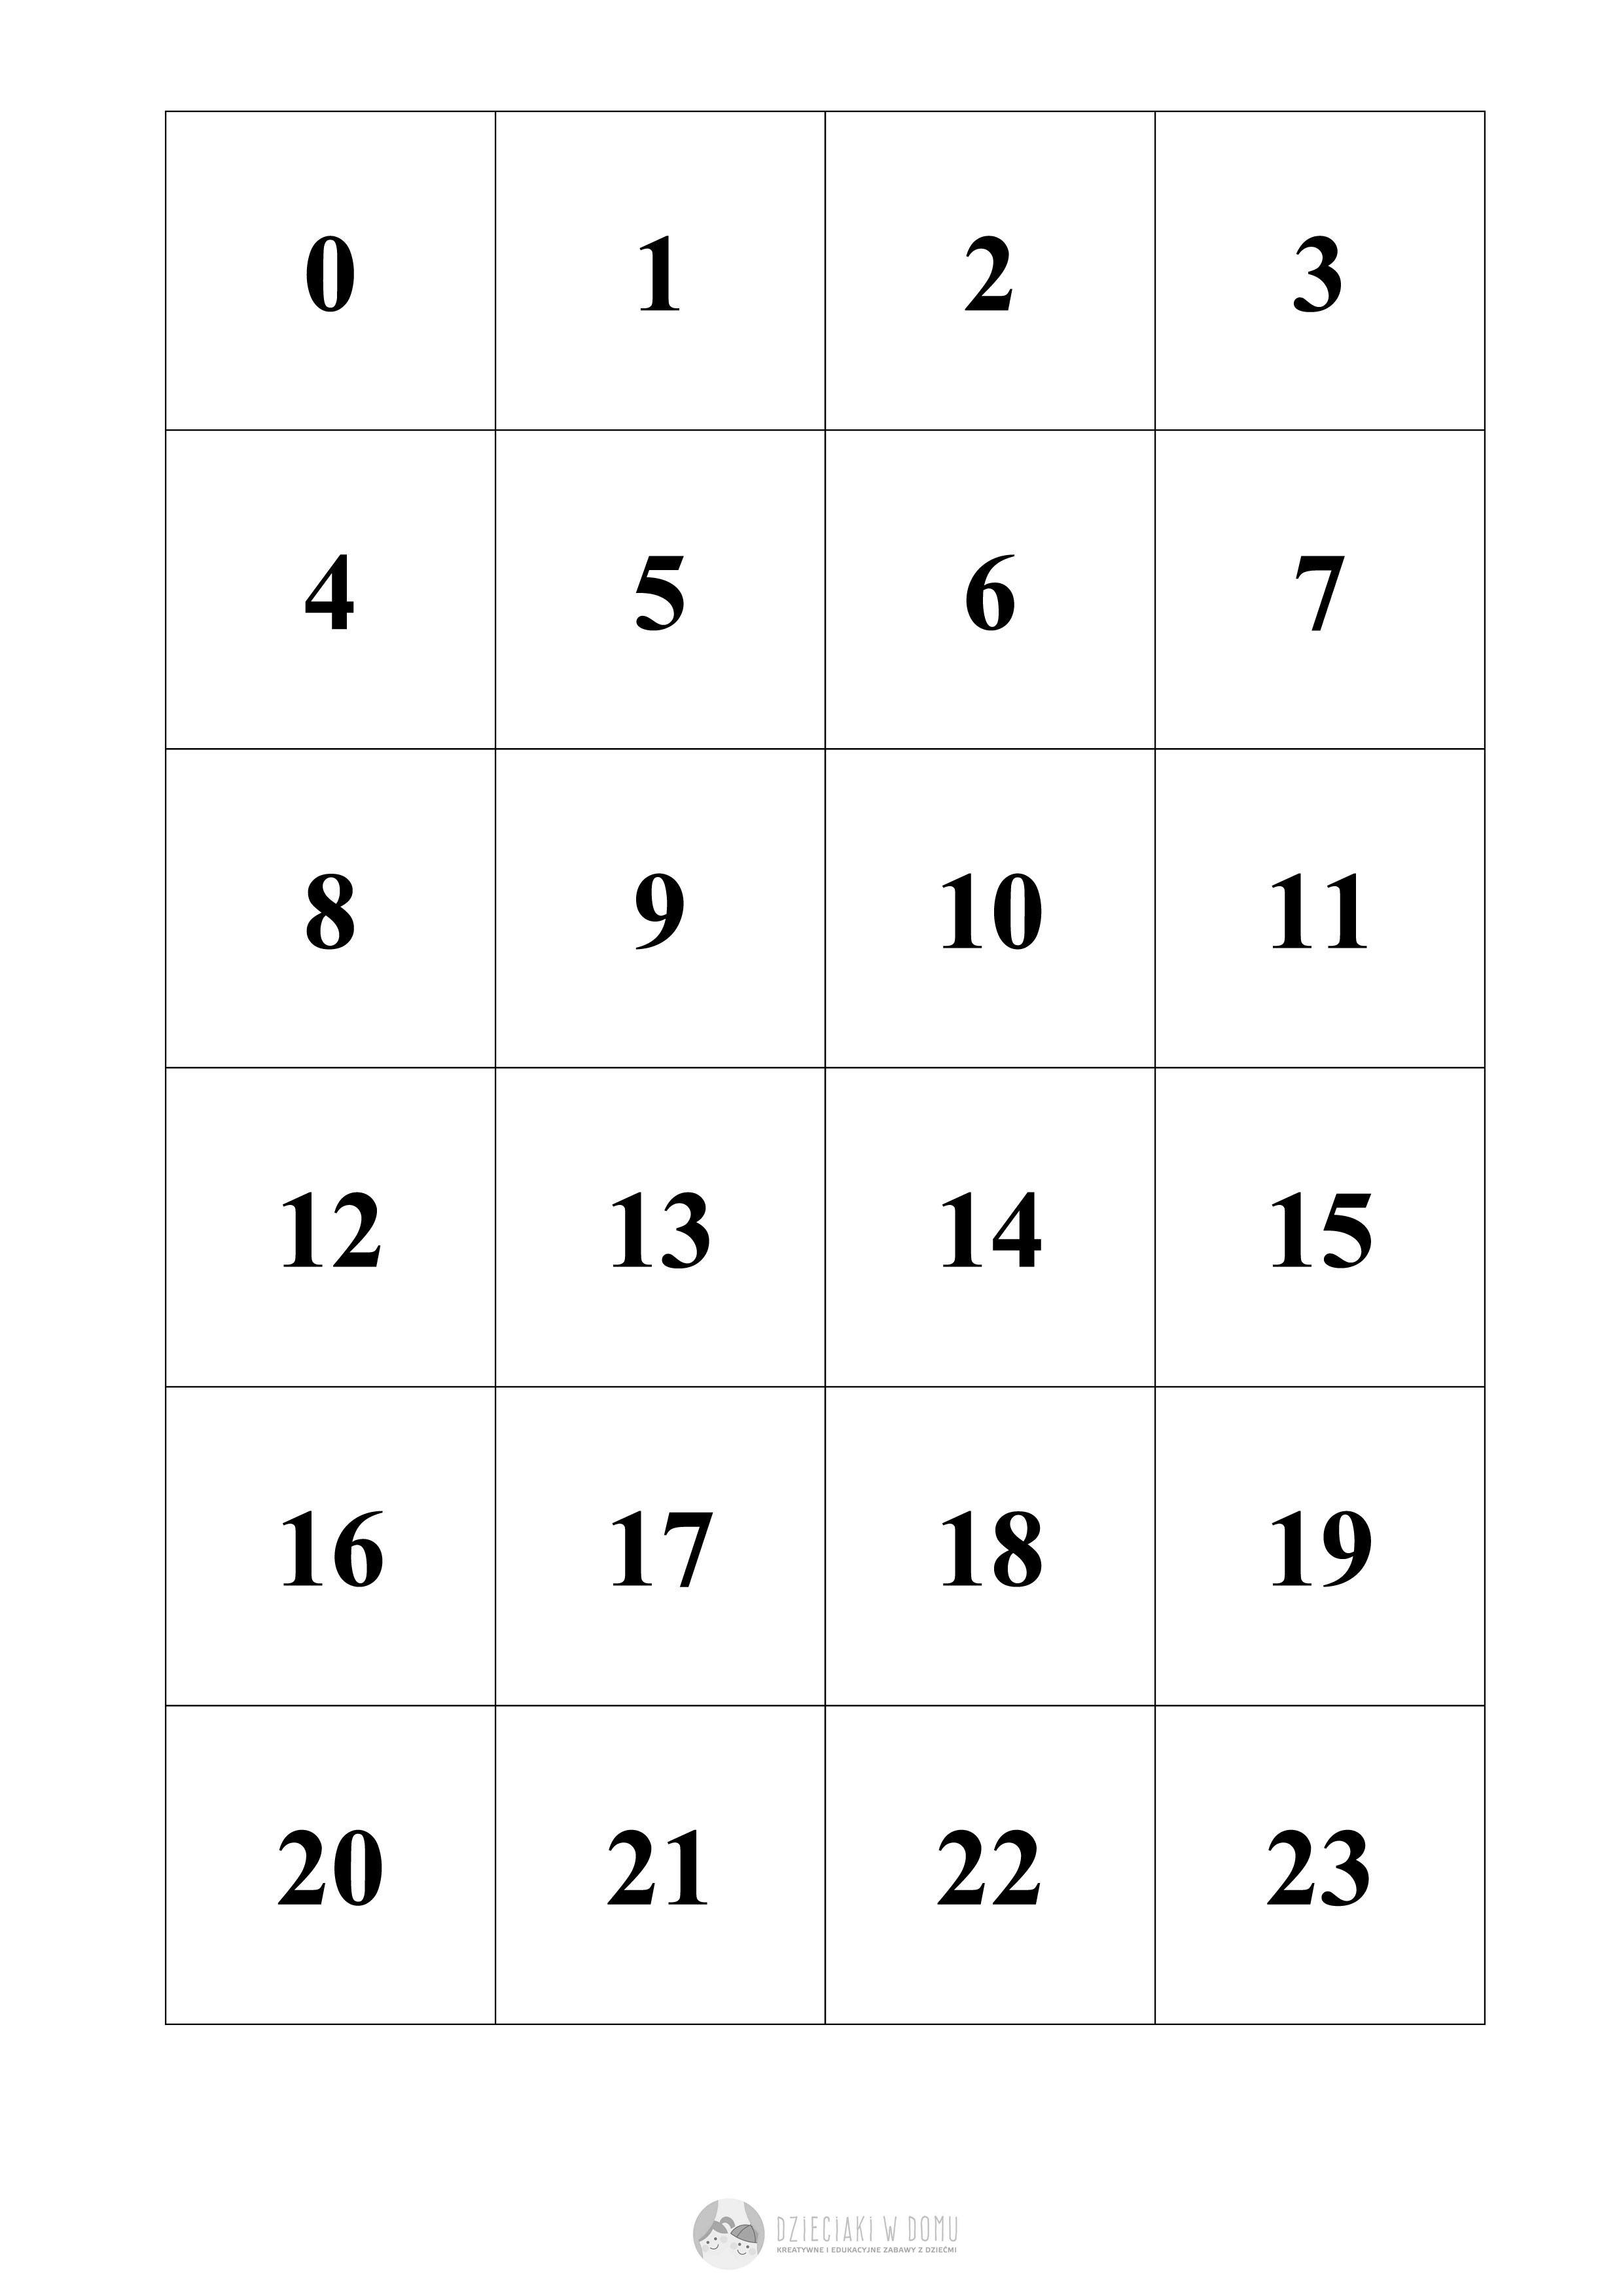 0 1 2 3
4 5 6 7
8 9 10 11
12 13 14 15
16 17 18 19
20 21 22 23
DZIECIAKI W DOMU
KREATYWNE I EDUKACYJNE ZABAWY Z DZIEĆMI